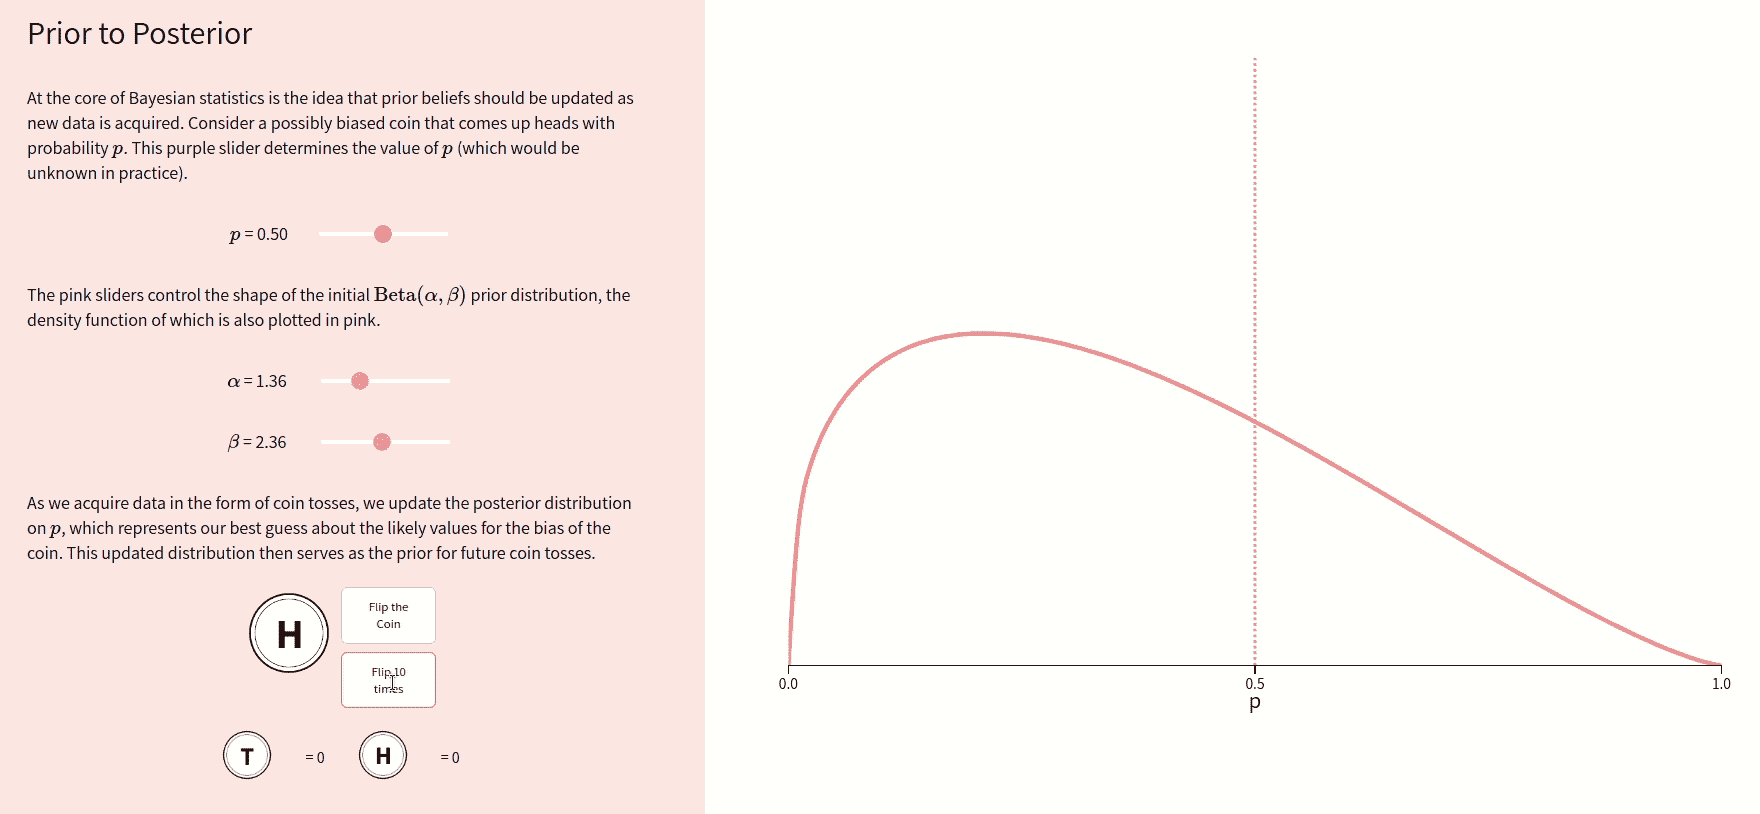 Prior to Posterior
At the core of Bayesian statistics is the idea that prior beliefs should be updated as
new data is acquired. Consider a possibly biased coin that comes up heads with
probability p. This purple slider determines the value of p (which would be
unknown in practice).
p = 0.50
The pink sliders control the shape of the initial Beta(α, β) prior distribution, the
density function of which is also plotted in pink.
α = 1.36
β = 2.36
As we acquire data in the form of coin tosses, we update the posterior distribution
on p, which represents our best guess about the likely values for the bias of the
coin. This updated distribution then serves as the prior for future coin tosses.
H
Flip the
Coin
Flip 10
times
T = 0 H = 0
0.0 0.5 1.0
p